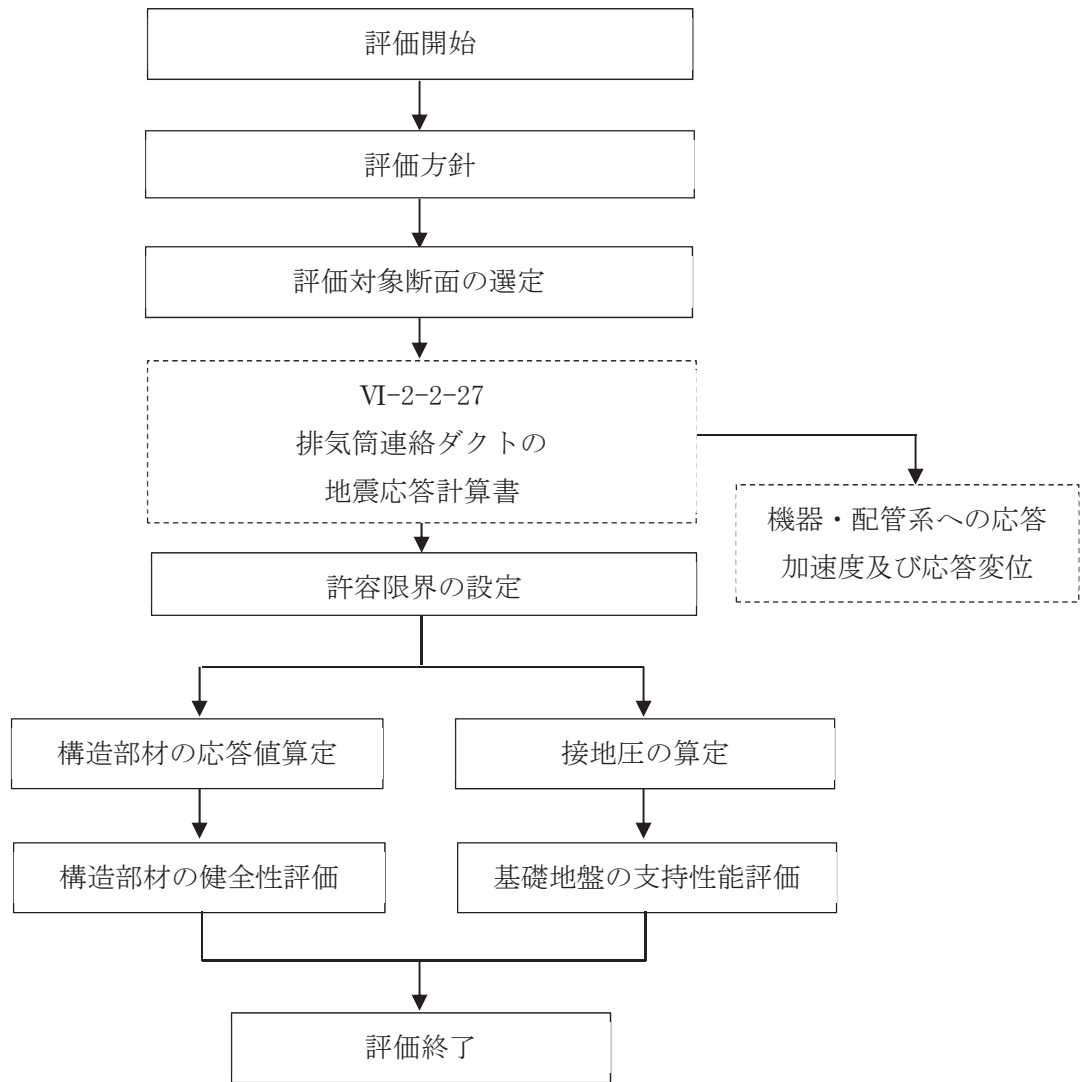 評価開始
評価方針
評価対象断面の選定
Ⅵ-2-2-27
排気筒連絡ダクトの
地震応答計算書
機器・配管系への応答
加速度及び応答変位
許容限界の設定
構造部材の応答値算定
接地圧の算定
構造部材の健全性評価
基礎地盤の支持性能評価
評価終了